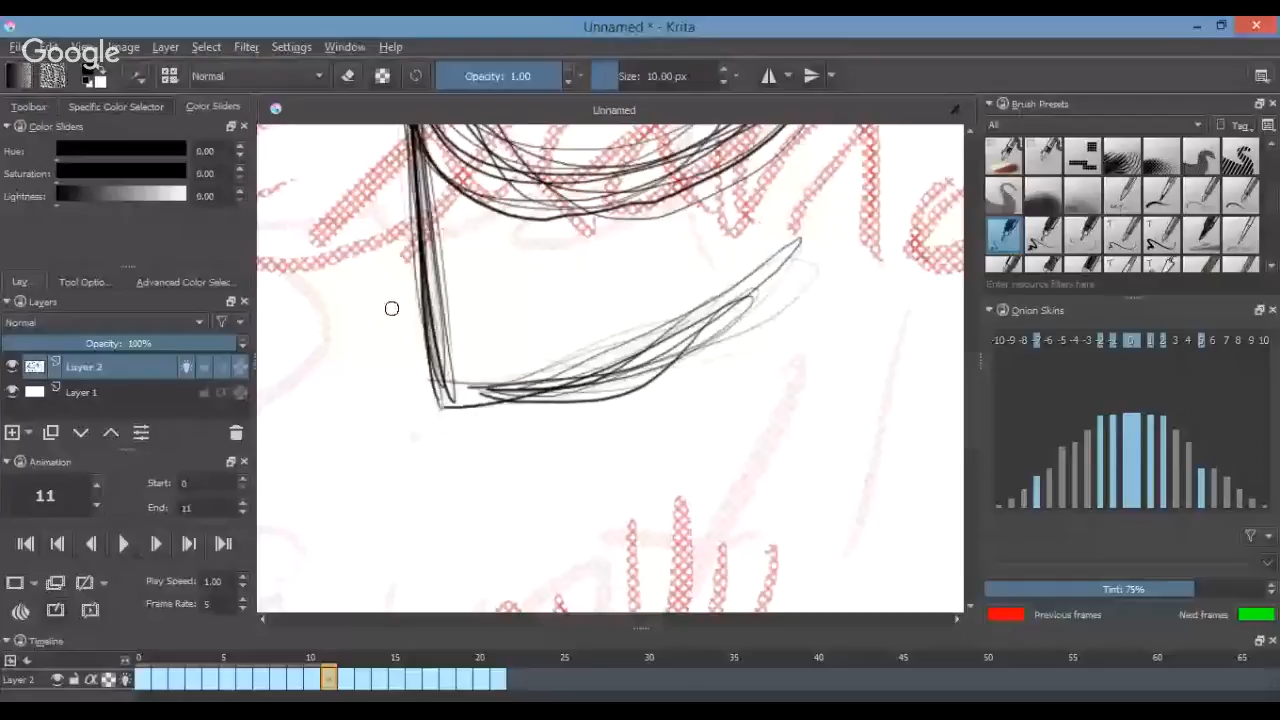 Unnamed * - Krita
Google
File Edit View Image Layer Select Filter Settings Window Help
Normal Opacity: 1.00 Size: 10.00 px
Toolbox Specific Color Selector Color Sliders
Unnamed
Color Sliders
Hue: 0.00
Saturation: 0.00
Lightness: 0.00
Lay... Tool Optio... Advanced Color Selec...
Layers
Normal
Opacity: 100%
Layer 2
Layer 1
Animation
11
Start: 0
End: 11
Play Speed: 1.00
Frame Rate: 5
Brush Presets
All Tag
Enter resource filters here
Onion Skins
-10 -9 -8 -7 -6 -5 -4 -3 -2 -1 0 1 2 3 4 5 6 7 8 9 10
Tint: 75%
Previous frames Next frames
Timeline
0 5 10 15 20 25 30 35 40 45 50 55 60 65
Layer 2